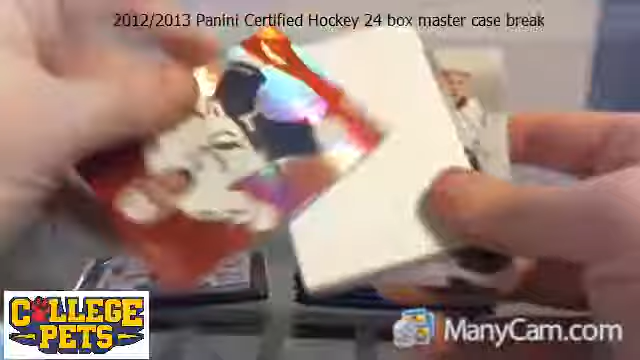 2012/2013 Panini Certified Hockey 24 box master case break
COLLEGE
PETS
ManyCam.com